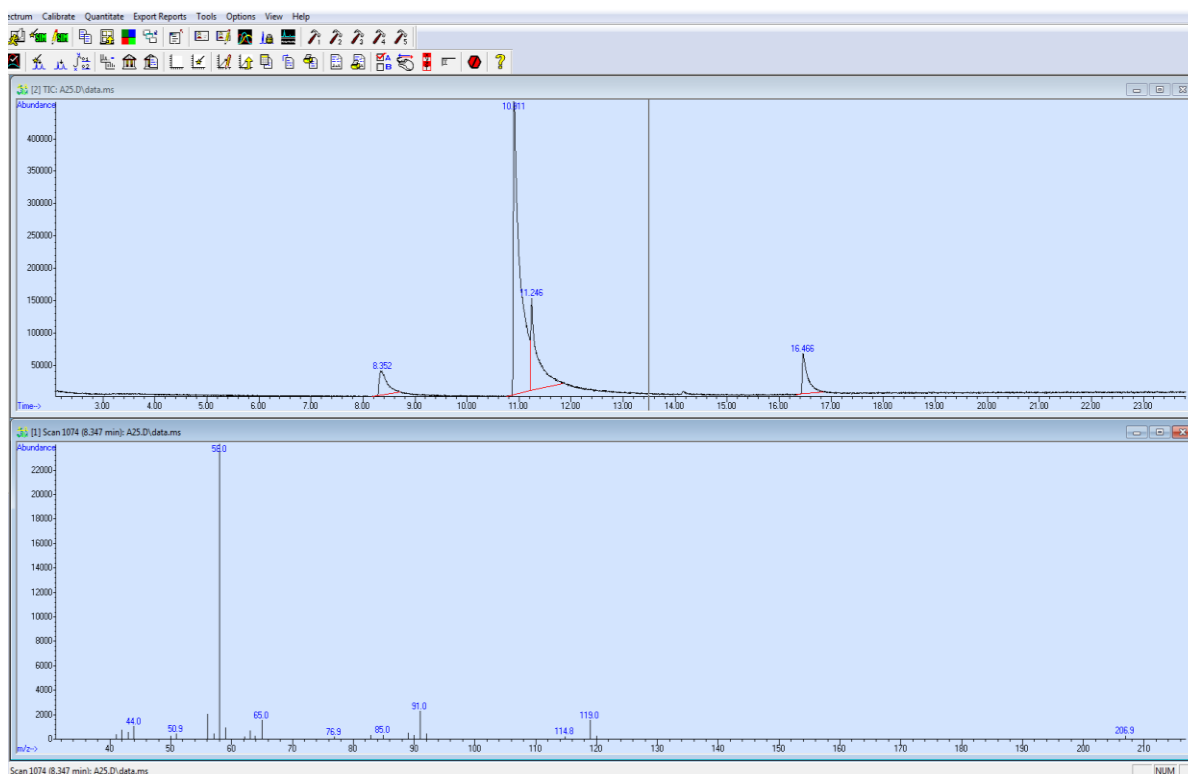 ectrum Calibrate Quantitate Export Reports Tools Options View Help
[2] TIC: A25.D\data.ms
Abundance
10.911
400000
350000
300000
250000
200000
150000
100000
50000
8.352
11.246
16.466
Time-->
3.00 4.00 5.00 6.00 7.00 8.00 9.00 10.00 11.00 12.00 13.00 14.00 15.00 16.00 17.00 18.00 19.00 20.00 21.00 22.00 23.00
[1] Scan 1074 (8.347 min): A25.D\data.ms
Abundance
58.0
22000
20000
18000
16000
14000
12000
10000
8000
6000
4000
2000
0
44.0 50.9 65.0 76.9 85.0 91.0 114.8 119.0 206.9
m/z-->
40 50 60 70 80 90 100 110 120 130 140 150 160 170 180 190 200 210
Scan 1074 (8.347 min): A25.D\data.ms
NUM